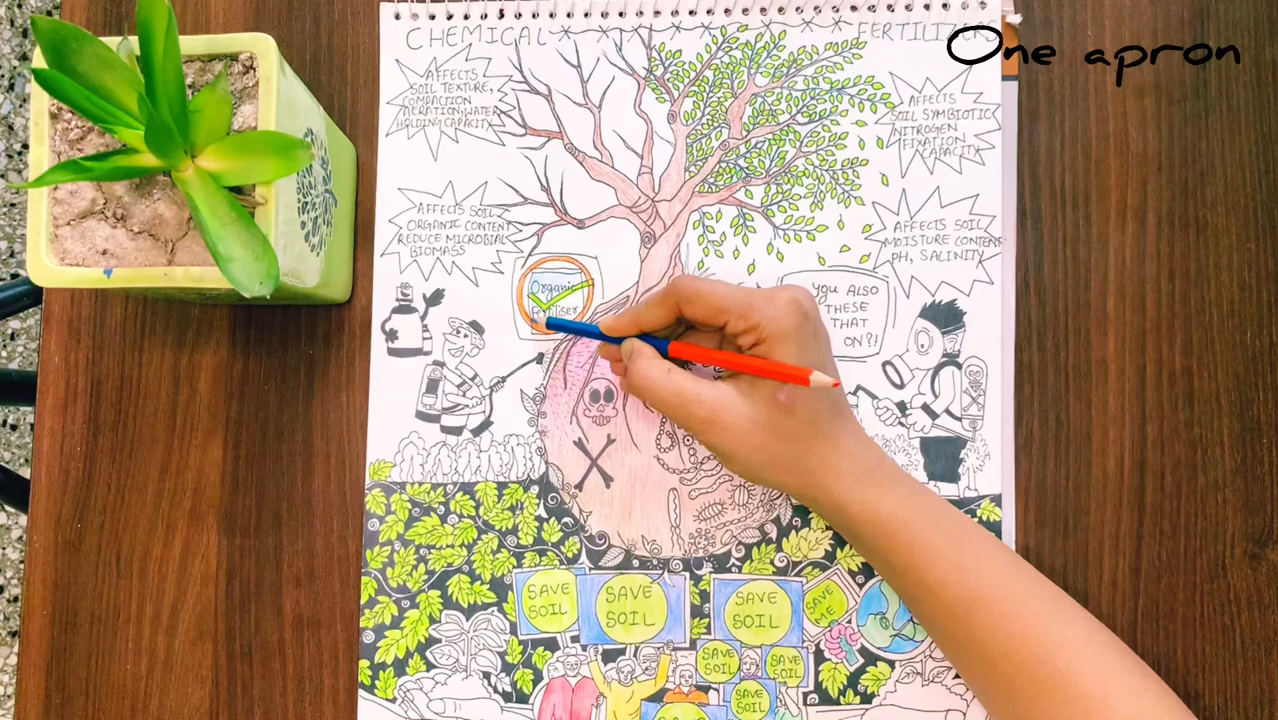 CHEMICAL FERTILIZERS
One apron
AFFECTS
SOIL TEXTURE,
COMPACTION
AERATION, WATER
HOLDING CAPACITY
AFFECTS
SOIL SYMBIOTIC
NITROGEN
FIXATION
CAPACITY
AFFECTS SOIL
ORGANIC CONTENT
REDUCE MICROBIAL
BIOMASS
AFFECTS SOIL
MOISTURE CONTENT
PH, SALINITY
Organic
Fertiliser
YOU ALSO
THESE
THAT
ON?!
SAVE
SOIL
SAVE
SOIL
SAVE
SOIL
SAVE
ME
SAVE
SOIL
SAVE
SOIL
SAVE
SOIL